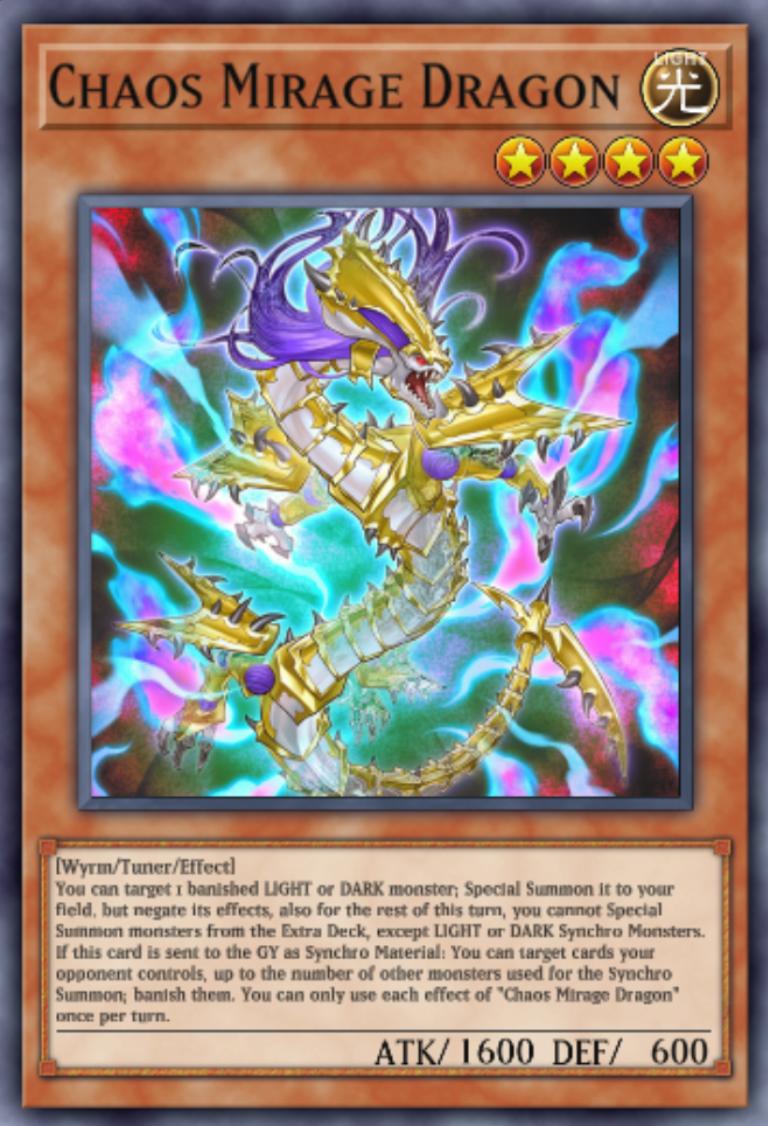 CHAOS MIRAGE DRAGON
LIGHT
光
[Wyrm/Tuner/Effect]
You can target 1 banished LIGHT or DARK monster; Special Summon it to your
field, but negate its effects, also for the rest of this turn, you cannot Special
Summon monsters from the Extra Deck, except LIGHT or DARK Synchro Monsters.
If this card is sent to the GY as Synchro Material: You can target cards your
opponent controls, up to the number of other monsters used for the Synchro
Summon; banish them. You can only use each effect of "Chaos Mirage Dragon"
once per turn.
ATK/ 1600 DEF/ 600